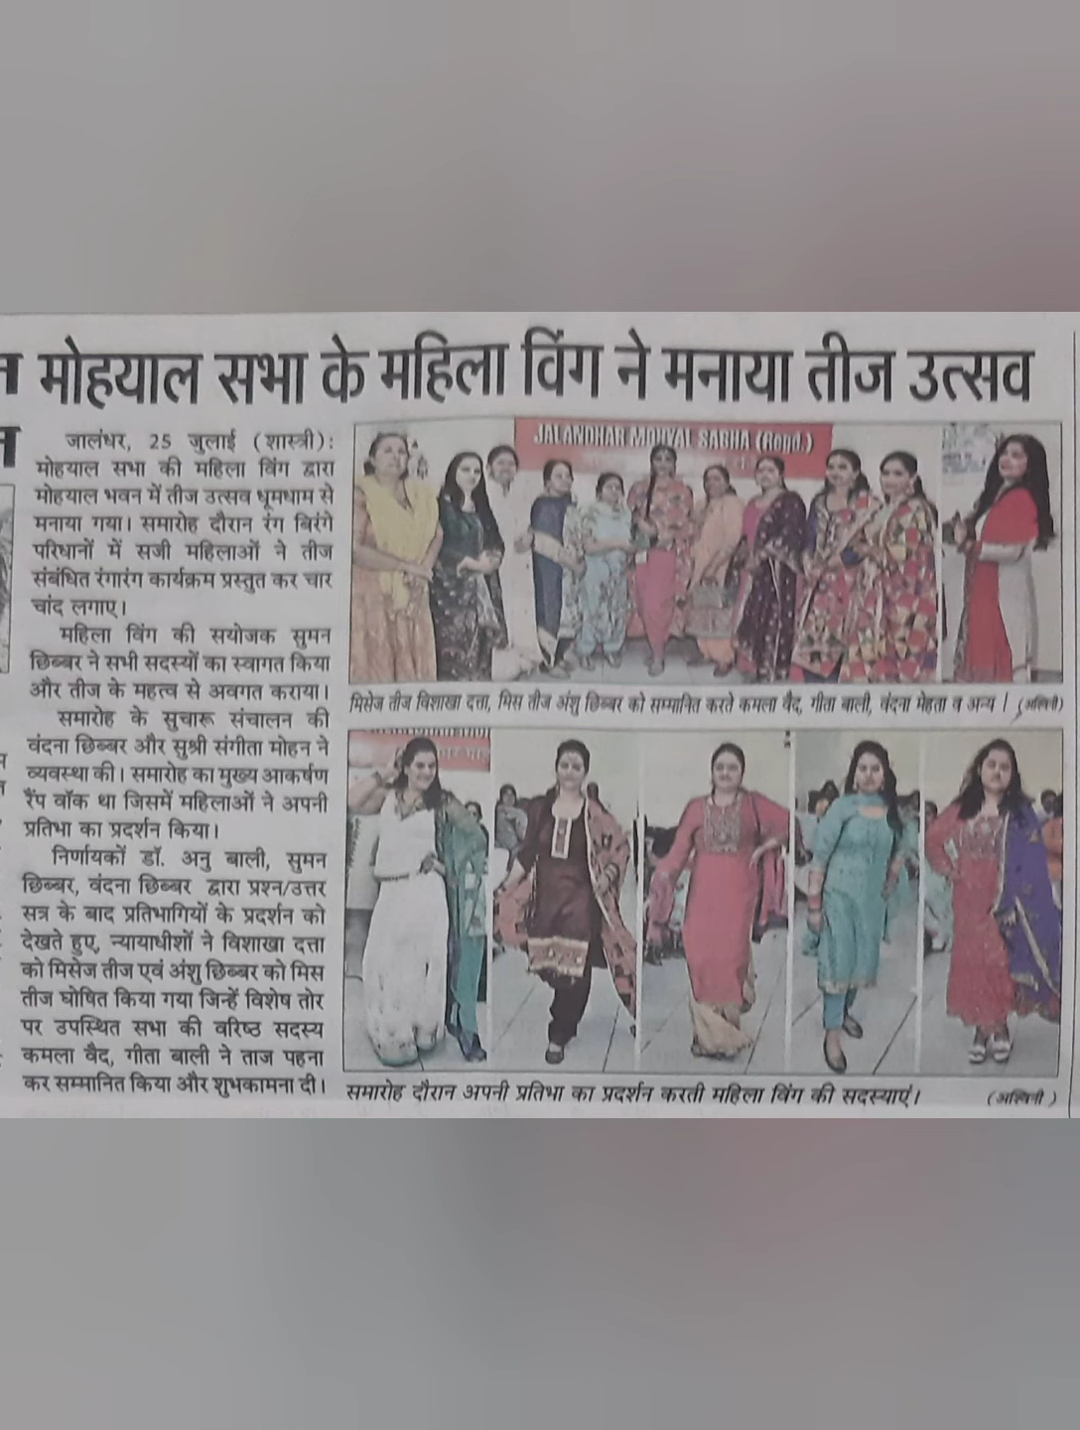 मोहयाल सभा के महिला विंग ने मनाया तीज उत्सव
जालंधर, 25 जुलाई (शास्त्री):
मोहयाल सभा की महिला विंग द्वारा
मोहयाल भवन में तीज उत्सव धूमधाम से
मनाया गया। समारोह दौरान रंग बिरंगे
परिधानों में सजी महिलाओं ने तीज
संबंधित रंगारंग कार्यक्रम प्रस्तुत कर चार
चांद लगाए।
महिला विंग की सयोजक सुमन
छिब्बर ने सभी सदस्यों का स्वागत किया
और तीज के महत्व से अवगत कराया।
समारोह के सुचारू संचालन की
वंदना छिब्बर और सुश्री संगीता मोहन ने
व्यवस्था की। समारोह का मुख्य आकर्षण
रैंप वॉक था जिसमें महिलाओं ने अपनी
प्रतिभा का प्रदर्शन किया।
निर्णायकों डॉ. अनु बाली, सुमन
छिब्बर, वंदना छिब्बर द्वारा प्रश्न/उत्तर
सत्र के बाद प्रतिभागियों के प्रदर्शन को
देखते हुए, न्यायाधीशों ने विशाखा दत्ता
को मिसेज तीज एवं अंशु छिब्बर को मिस
तीज घोषित किया गया जिन्हें विशेष तोर
पर उपस्थित सभा की वरिष्ठ सदस्य
कमला वैद, गीता बाली ने ताज पहना
कर सम्मानित किया और शुभकामना दी।
JALANDHAR MOHYAL SABHA (Regd.)
मिसेज तीज विशाखा दत्ता, मिस तीज अंशु छिब्बर को सम्मानित करते कमला वैद, गीता बाली, वंदना मेहता व अन्य। (अश्विनी)
समारोह दौरान अपनी प्रतिभा का प्रदर्शन करती महिला विंग की सदस्याएं। (अश्विनी)